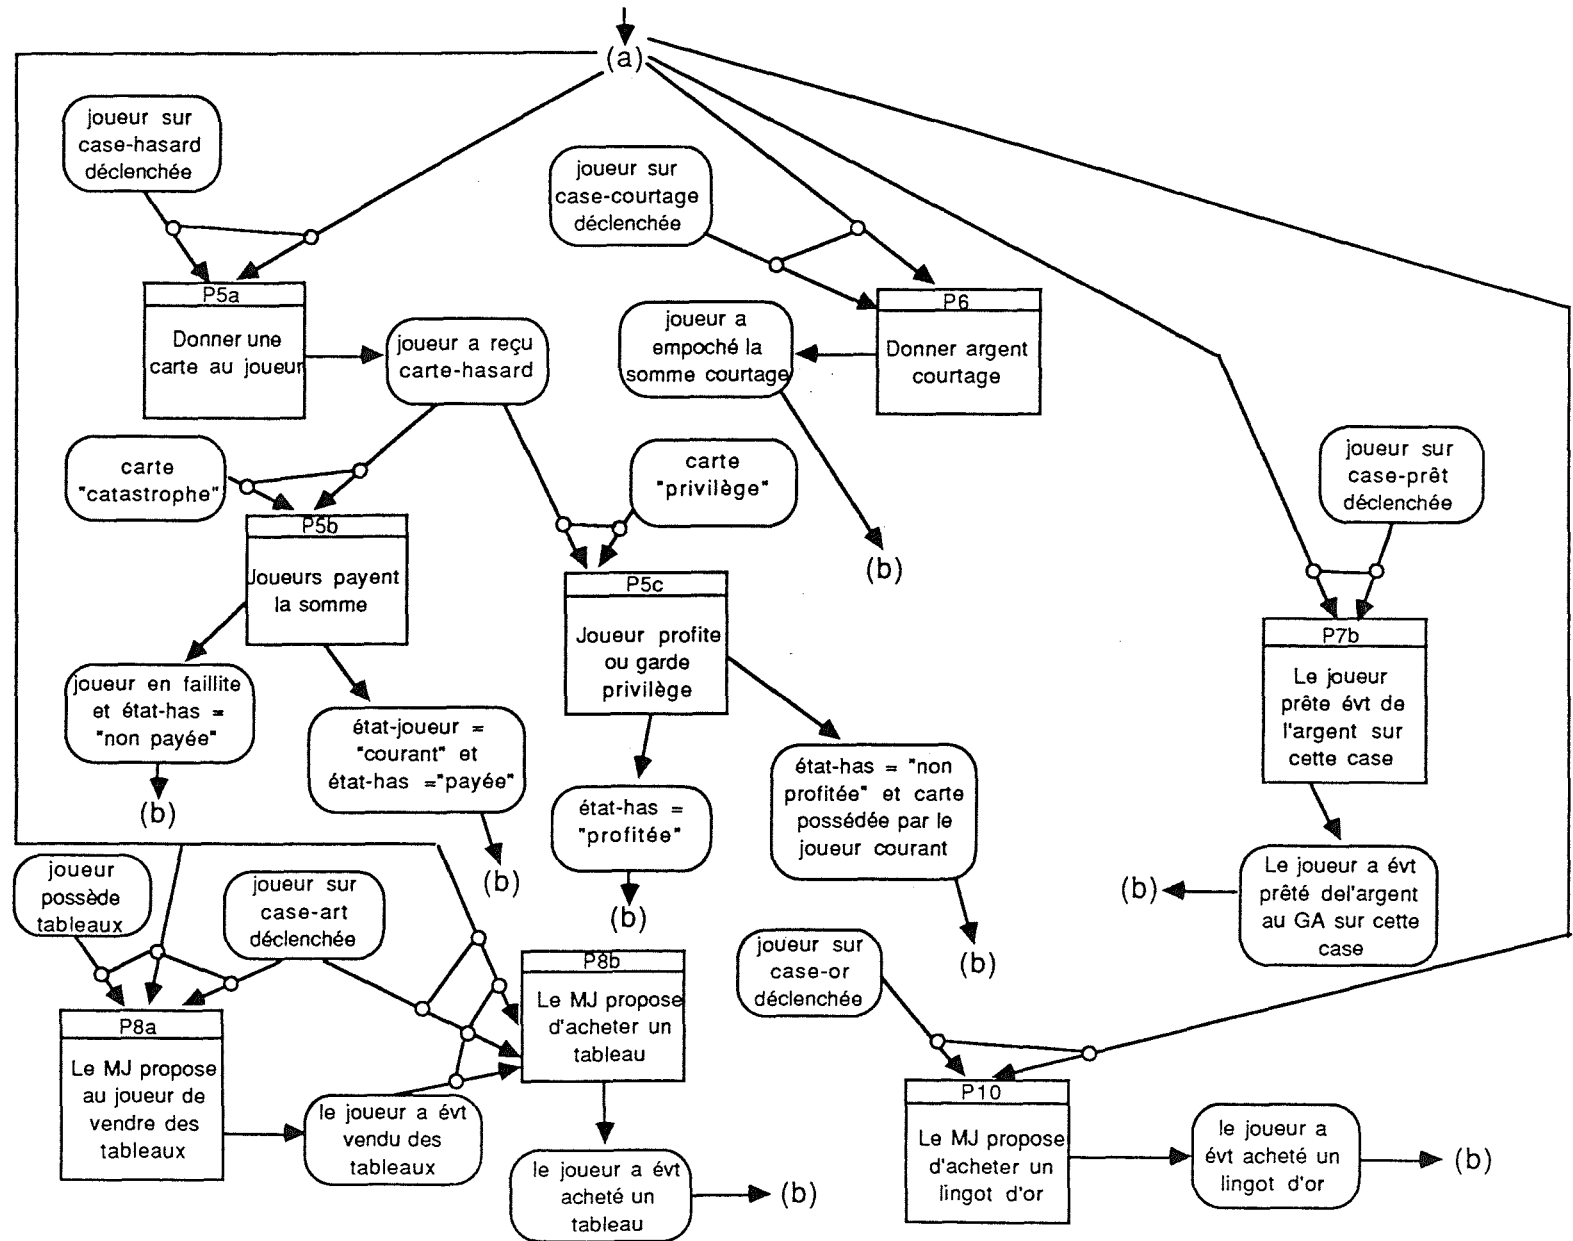 (a)
joueur sur
case-hasard
déclenchée
joueur sur
case-courtage
déclenchée
P5a
Donner une
carte au joueur
joueur a reçu
carte-hasard
joueur a
empoché la
somme courtage
P6
Donner argent
courtage
carte
"catastrophe"
carte
"privilège"
joueur sur
case-prêt
déclenchée
P5b
Joueurs payent
la somme
(b)
P5c
Joueur profite
ou garde
privilège
P7b
Le joueur
prête évt de
l'argent sur
cette case
joueur en faillite
et état-has =
"non payée"
(b)
état-joueur =
"courant" et
état-has ="payée"
(b)
état-has =
"profitée"
(b)
état-has = "non
profitée" et carte
possédée par le
joueur courant
(b)
Le joueur a évt
prêté del'argent
au GA sur cette
case
(b)
joueur
possède
tableaux
joueur sur
case-art
déclenchée
joueur sur
case-or
déclenchée
P8a
Le MJ propose
au joueur de
vendre des
tableaux
le joueur a évt
vendu des
tableaux
P8b
Le MJ propose
d'acheter un
tableau
le joueur a évt
acheté un
tableau
(b)
P10
Le MJ propose
d'acheter un
lingot d'or
le joueur a
évt acheté un
lingot d'or
(b)